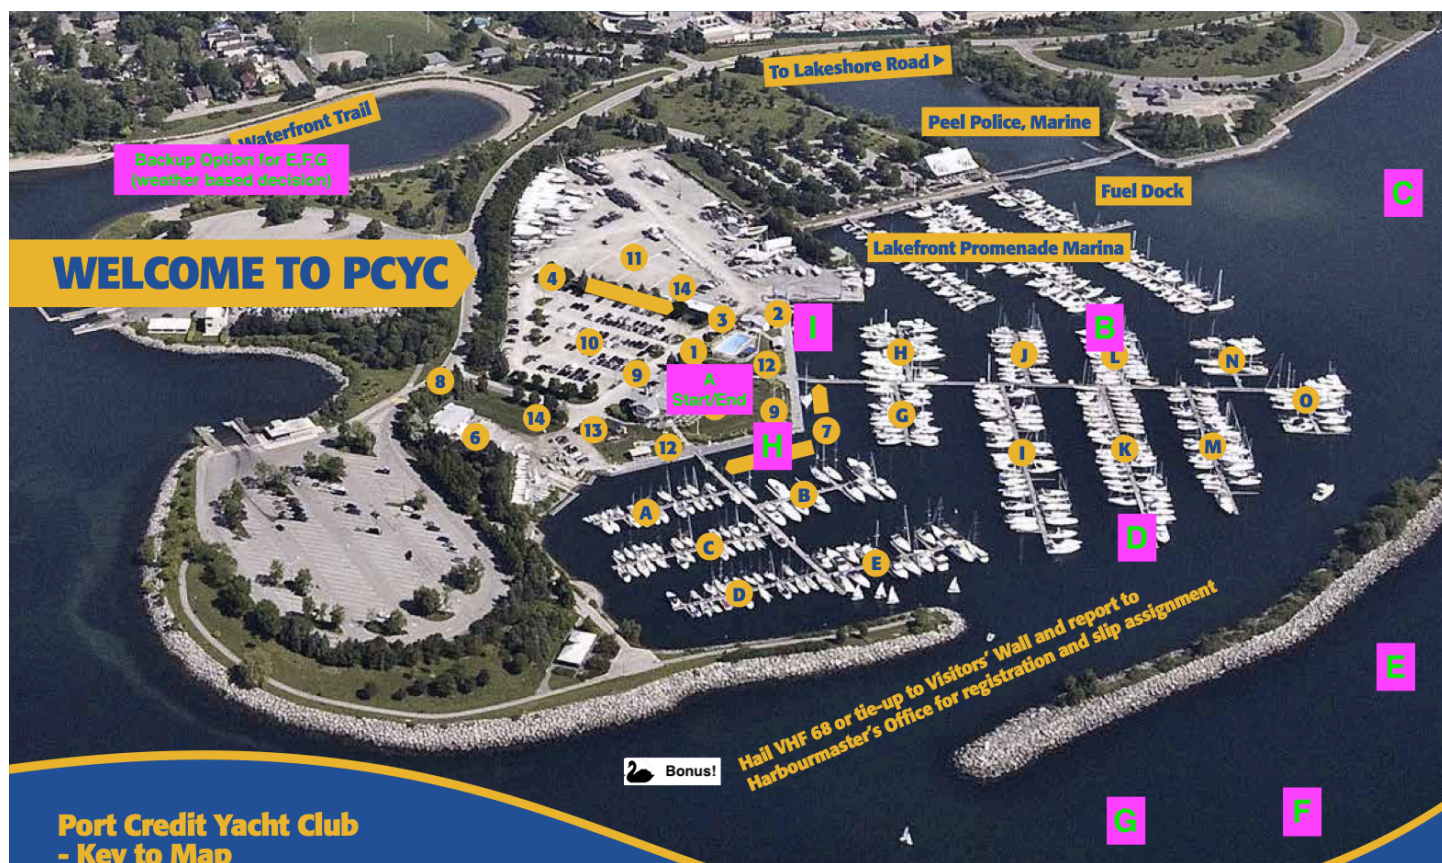 To Lakeshore Road ▶
Waterfront Trail
Peel Police, Marine
Backup Option for E,F,G
(weather based decision)
Fuel Dock
C
Lakefront Promenade Marina
WELCOME TO PCYC
11
4
14
2
3
I
B
10
1
H
J
L
N
12
9
8
A
Start/End
O
9
G
14
13
7
6
12
H
I
K
M
B
A
C
D
E
D
Hail VHF 68 or tie-up to Visitors' Wall and report to
Harbourmaster's Office for registration and slip assignment
E
Bonus!
F
G
Port Credit Yacht Club
- Key to Map